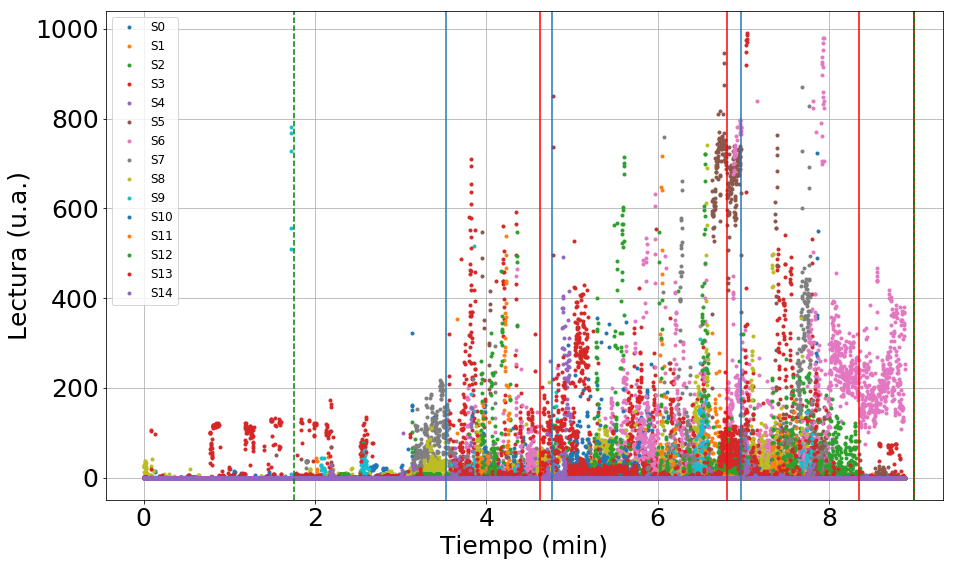 1000
800
600
400
200
0
Lectura (u.a.)
S0
S1
S2
S3
S4
S5
S6
S7
S8
S9
S10
S11
S12
S13
S14
0 2 4 6 8
Tiempo (min)